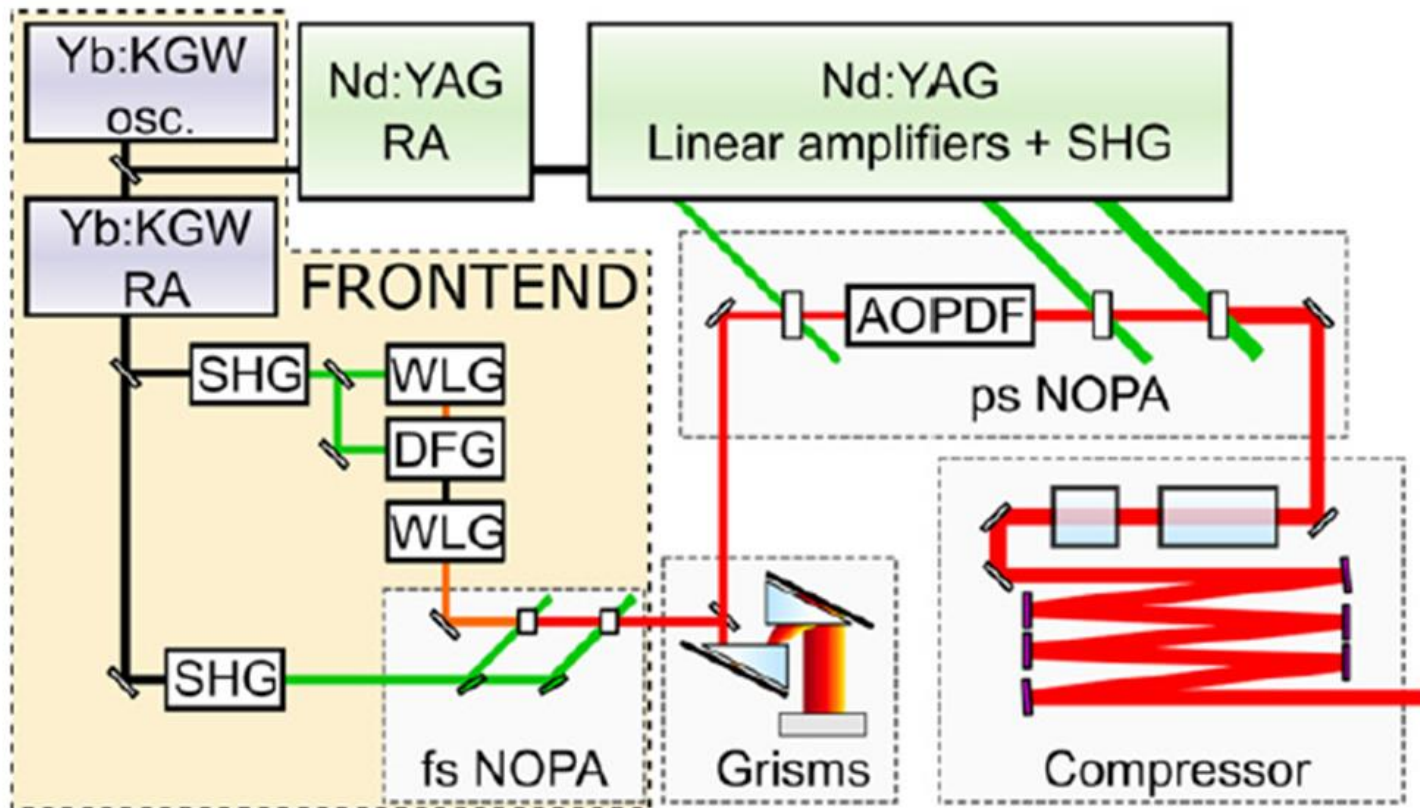 Yb:KGW
osc.
Nd:YAG
RA
Nd:YAG
Linear amplifiers + SHG
Yb:KGW
RA
FRONTEND
SHG
WLG
DFG
WLG
AOPDF
ps NOPA
SHG
fs NOPA
Grisms
Compressor